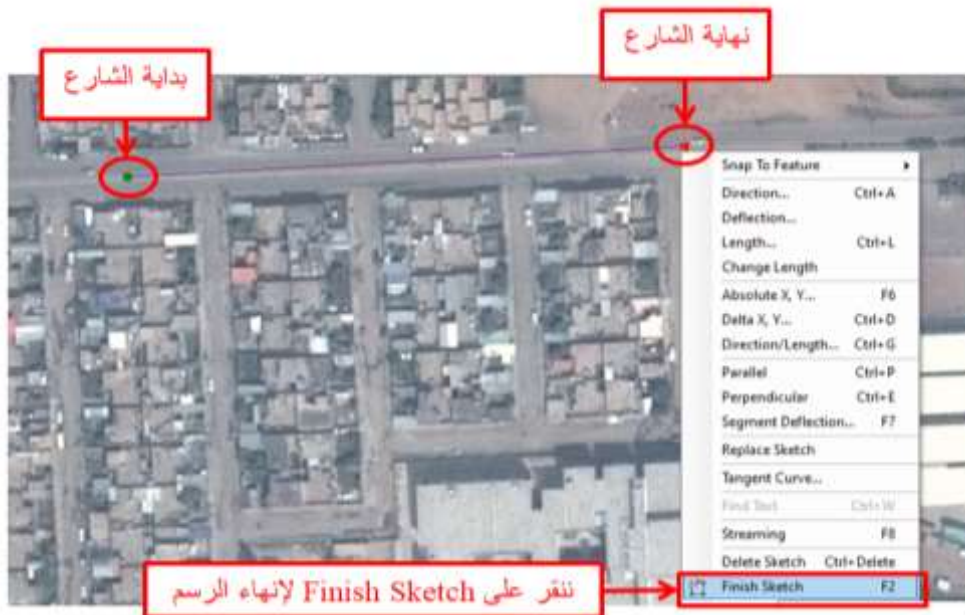 نهاية الشارع
بداية الشارع
Snap To Feature
Direction... Ctrl+A
Deflection...
Length... Ctrl+L
Change Length
Absolute X, Y... F6
Delta X, Y... Ctrl+D
Direction/Length... Ctrl+G
Parallel Ctrl+P
Perpendicular Ctrl+E
Segment Deflection... F7
Replace Sketch
Tangent Curve...
Find Text Ctrl+W
Streaming F8
Delete Sketch Ctrl+Delete
Finish Sketch F2
ننقر على Finish Sketch لإنهاء الرسم